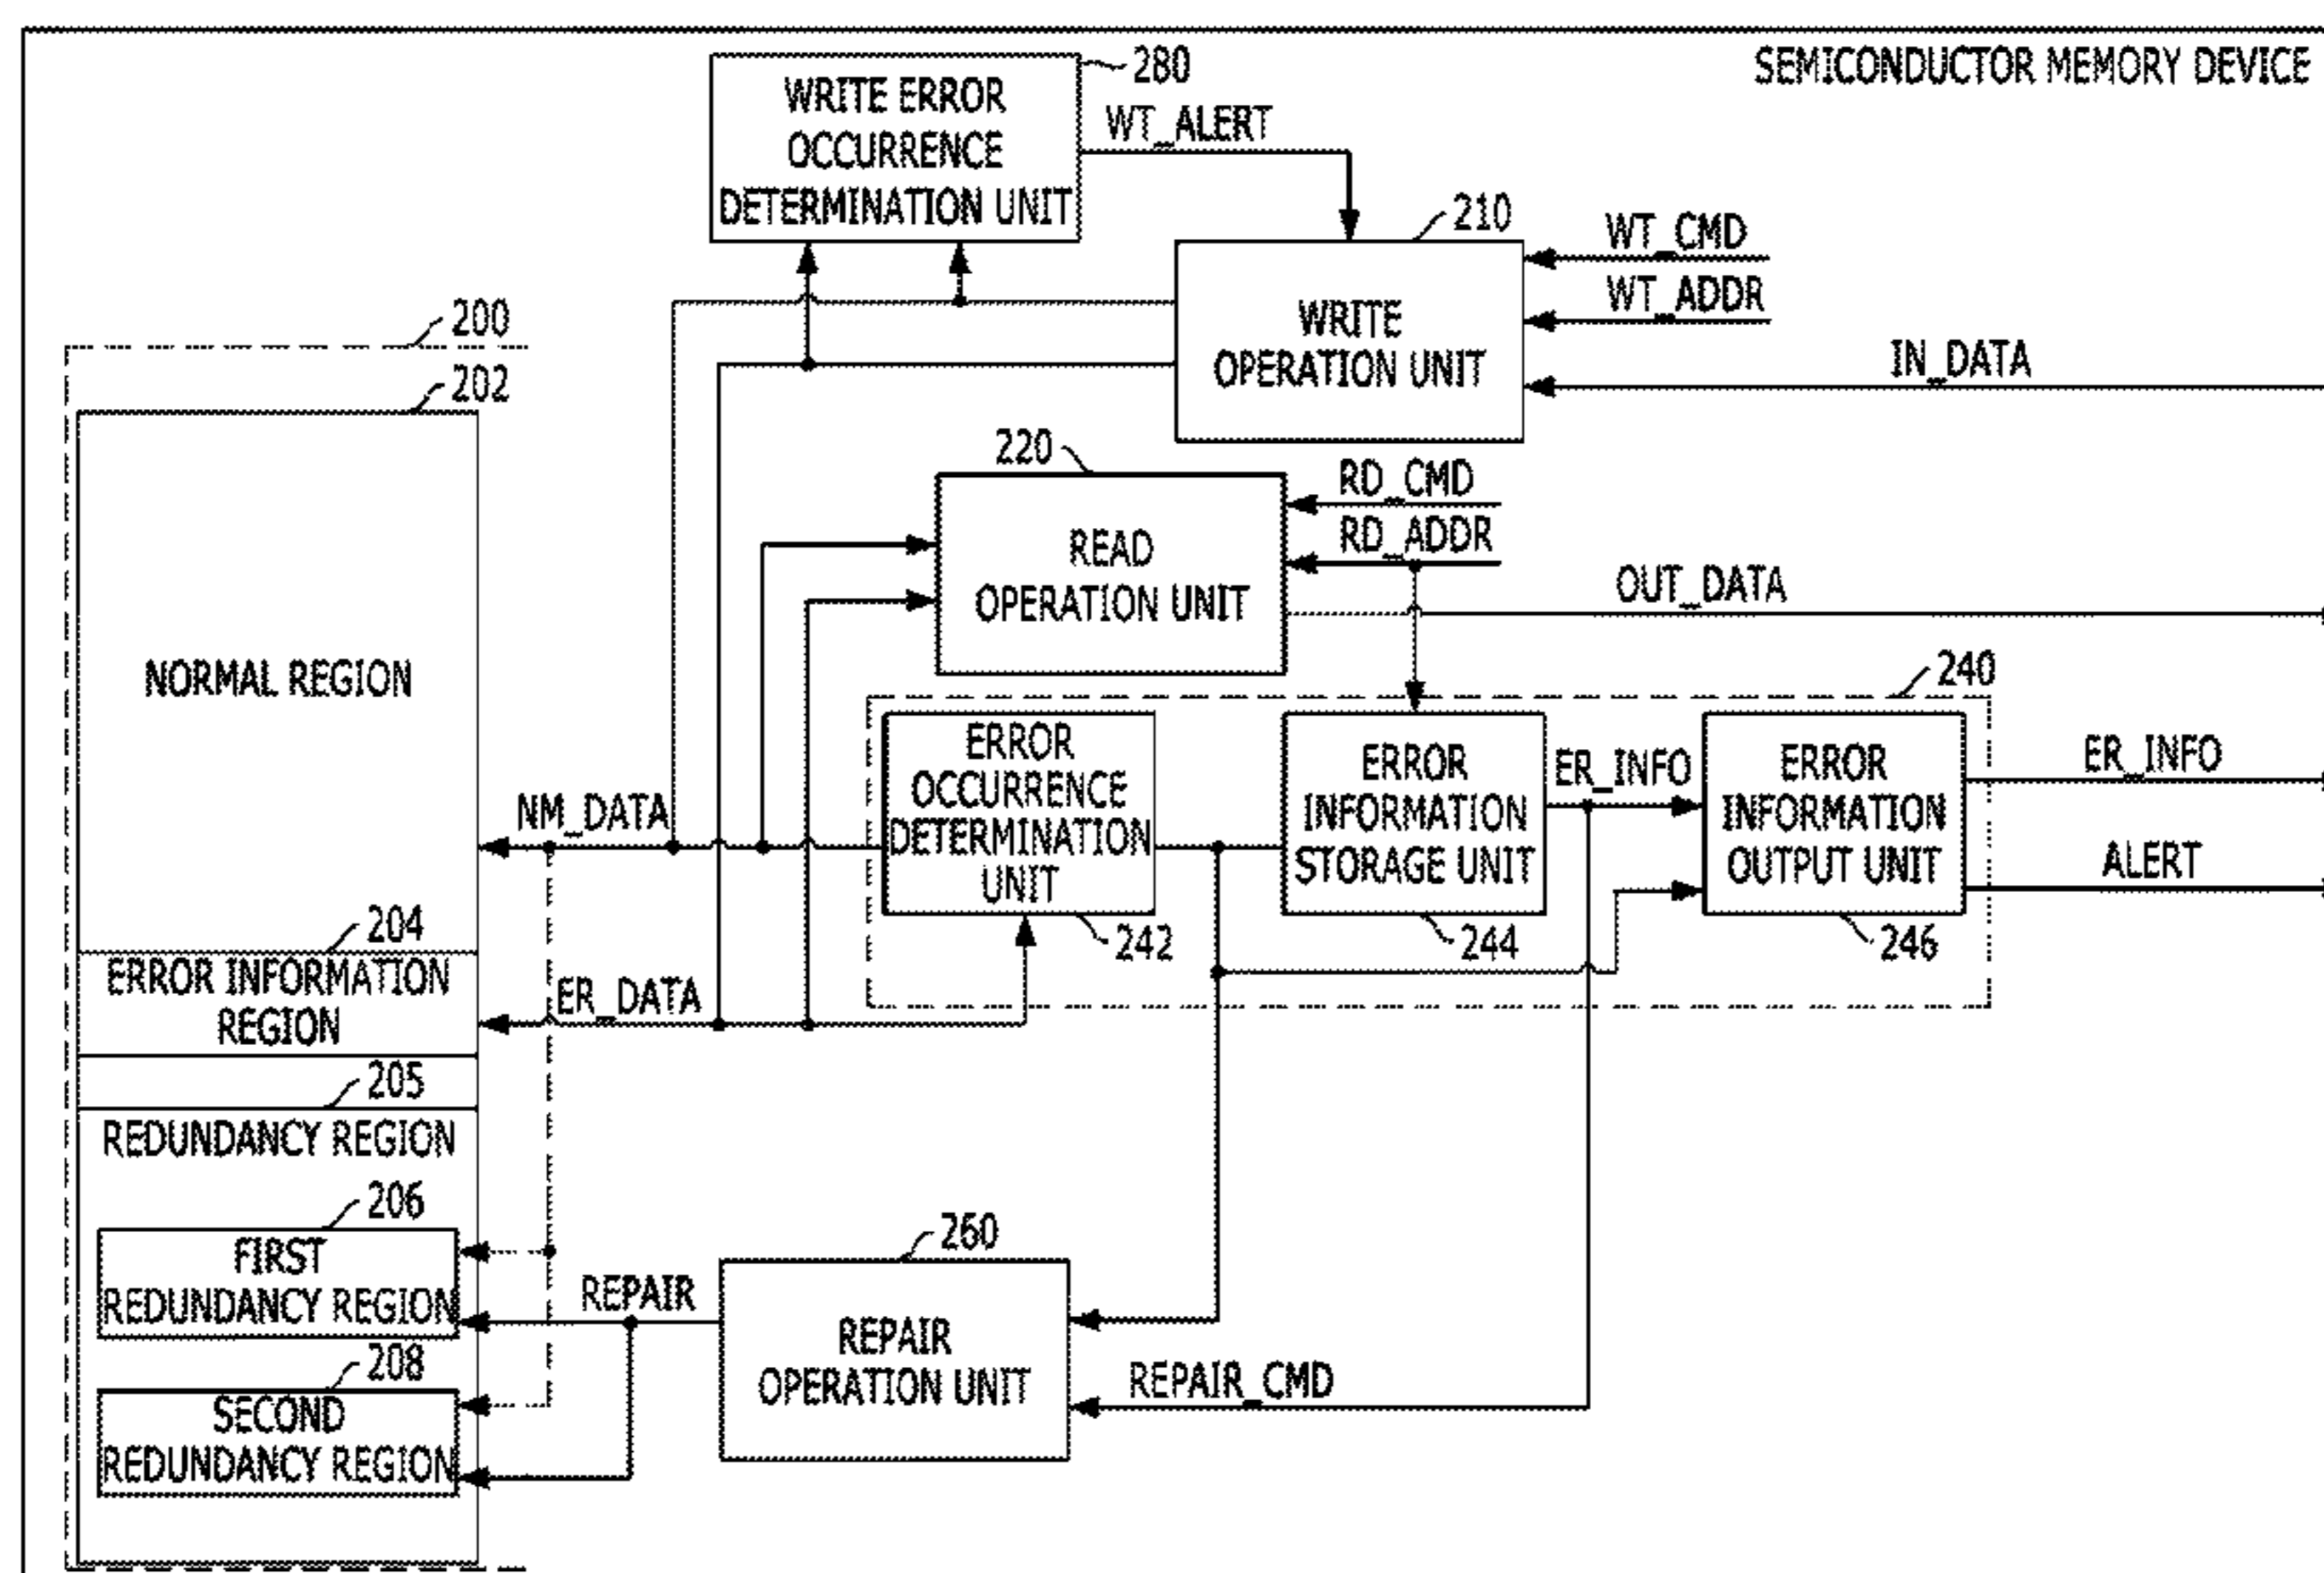 SEMICONDUCTOR MEMORY DEVICE
280
WRITE ERROR
OCCURRENCE
DETERMINATION UNIT
WT_ALERT
210
WT_CMD
WT_ADDR
IN_DATA
WRITE
OPERATION UNIT
200
202
220
RD_CMD
RD_ADDR
READ
OPERATION UNIT
OUT_DATA
NORMAL REGION
240
ERROR
OCCURRENCE
DETERMINATION
UNIT
242
ERROR
INFORMATION
STORAGE UNIT
244
ER_INFO
ERROR
INFORMATION
OUTPUT UNIT
246
ER_INFO
ALERT
NM_DATA
204
ERROR INFORMATION
REGION
ER_DATA
205
REDUNDANCY REGION
206
FIRST
REDUNDANCY REGION
REPAIR
260
REPAIR
OPERATION UNIT
REPAIR_CMD
208
SECOND
REDUNDANCY REGION